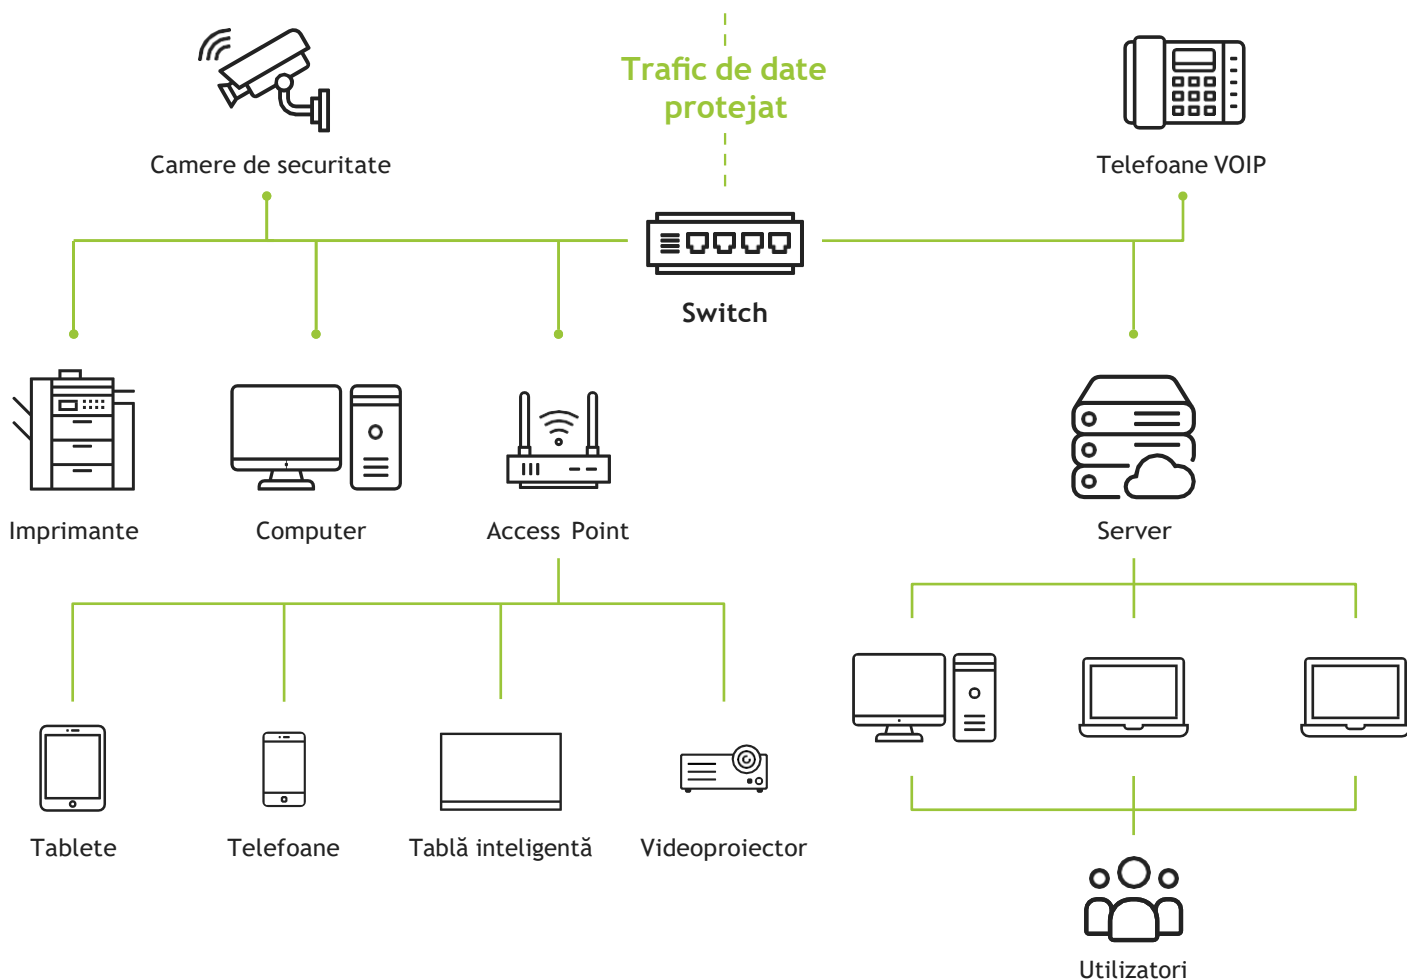 Trafic de date
protejat
Camere de securitate
Telefoane VOIP
Switch
Imprimante
Computer
Access Point
Server
Tablete
Telefoane
Tablă inteligentă
Videoproiector
Utilizatori